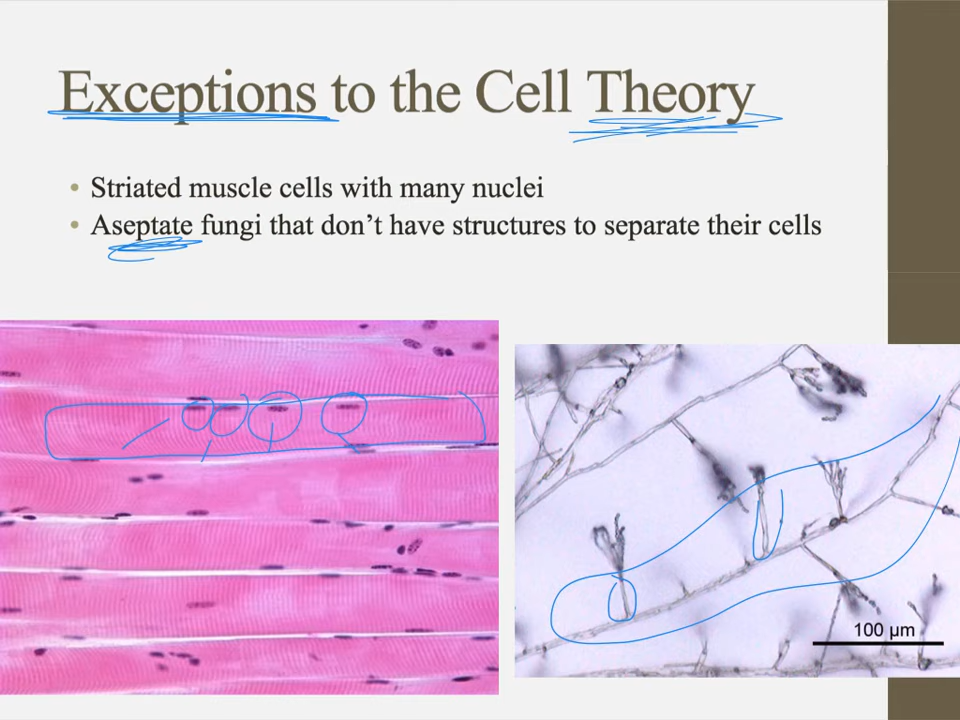 Exceptions to the Cell Theory
• Striated muscle cells with many nuclei
• Aseptate fungi that don’t have structures to separate their cells
100 µm